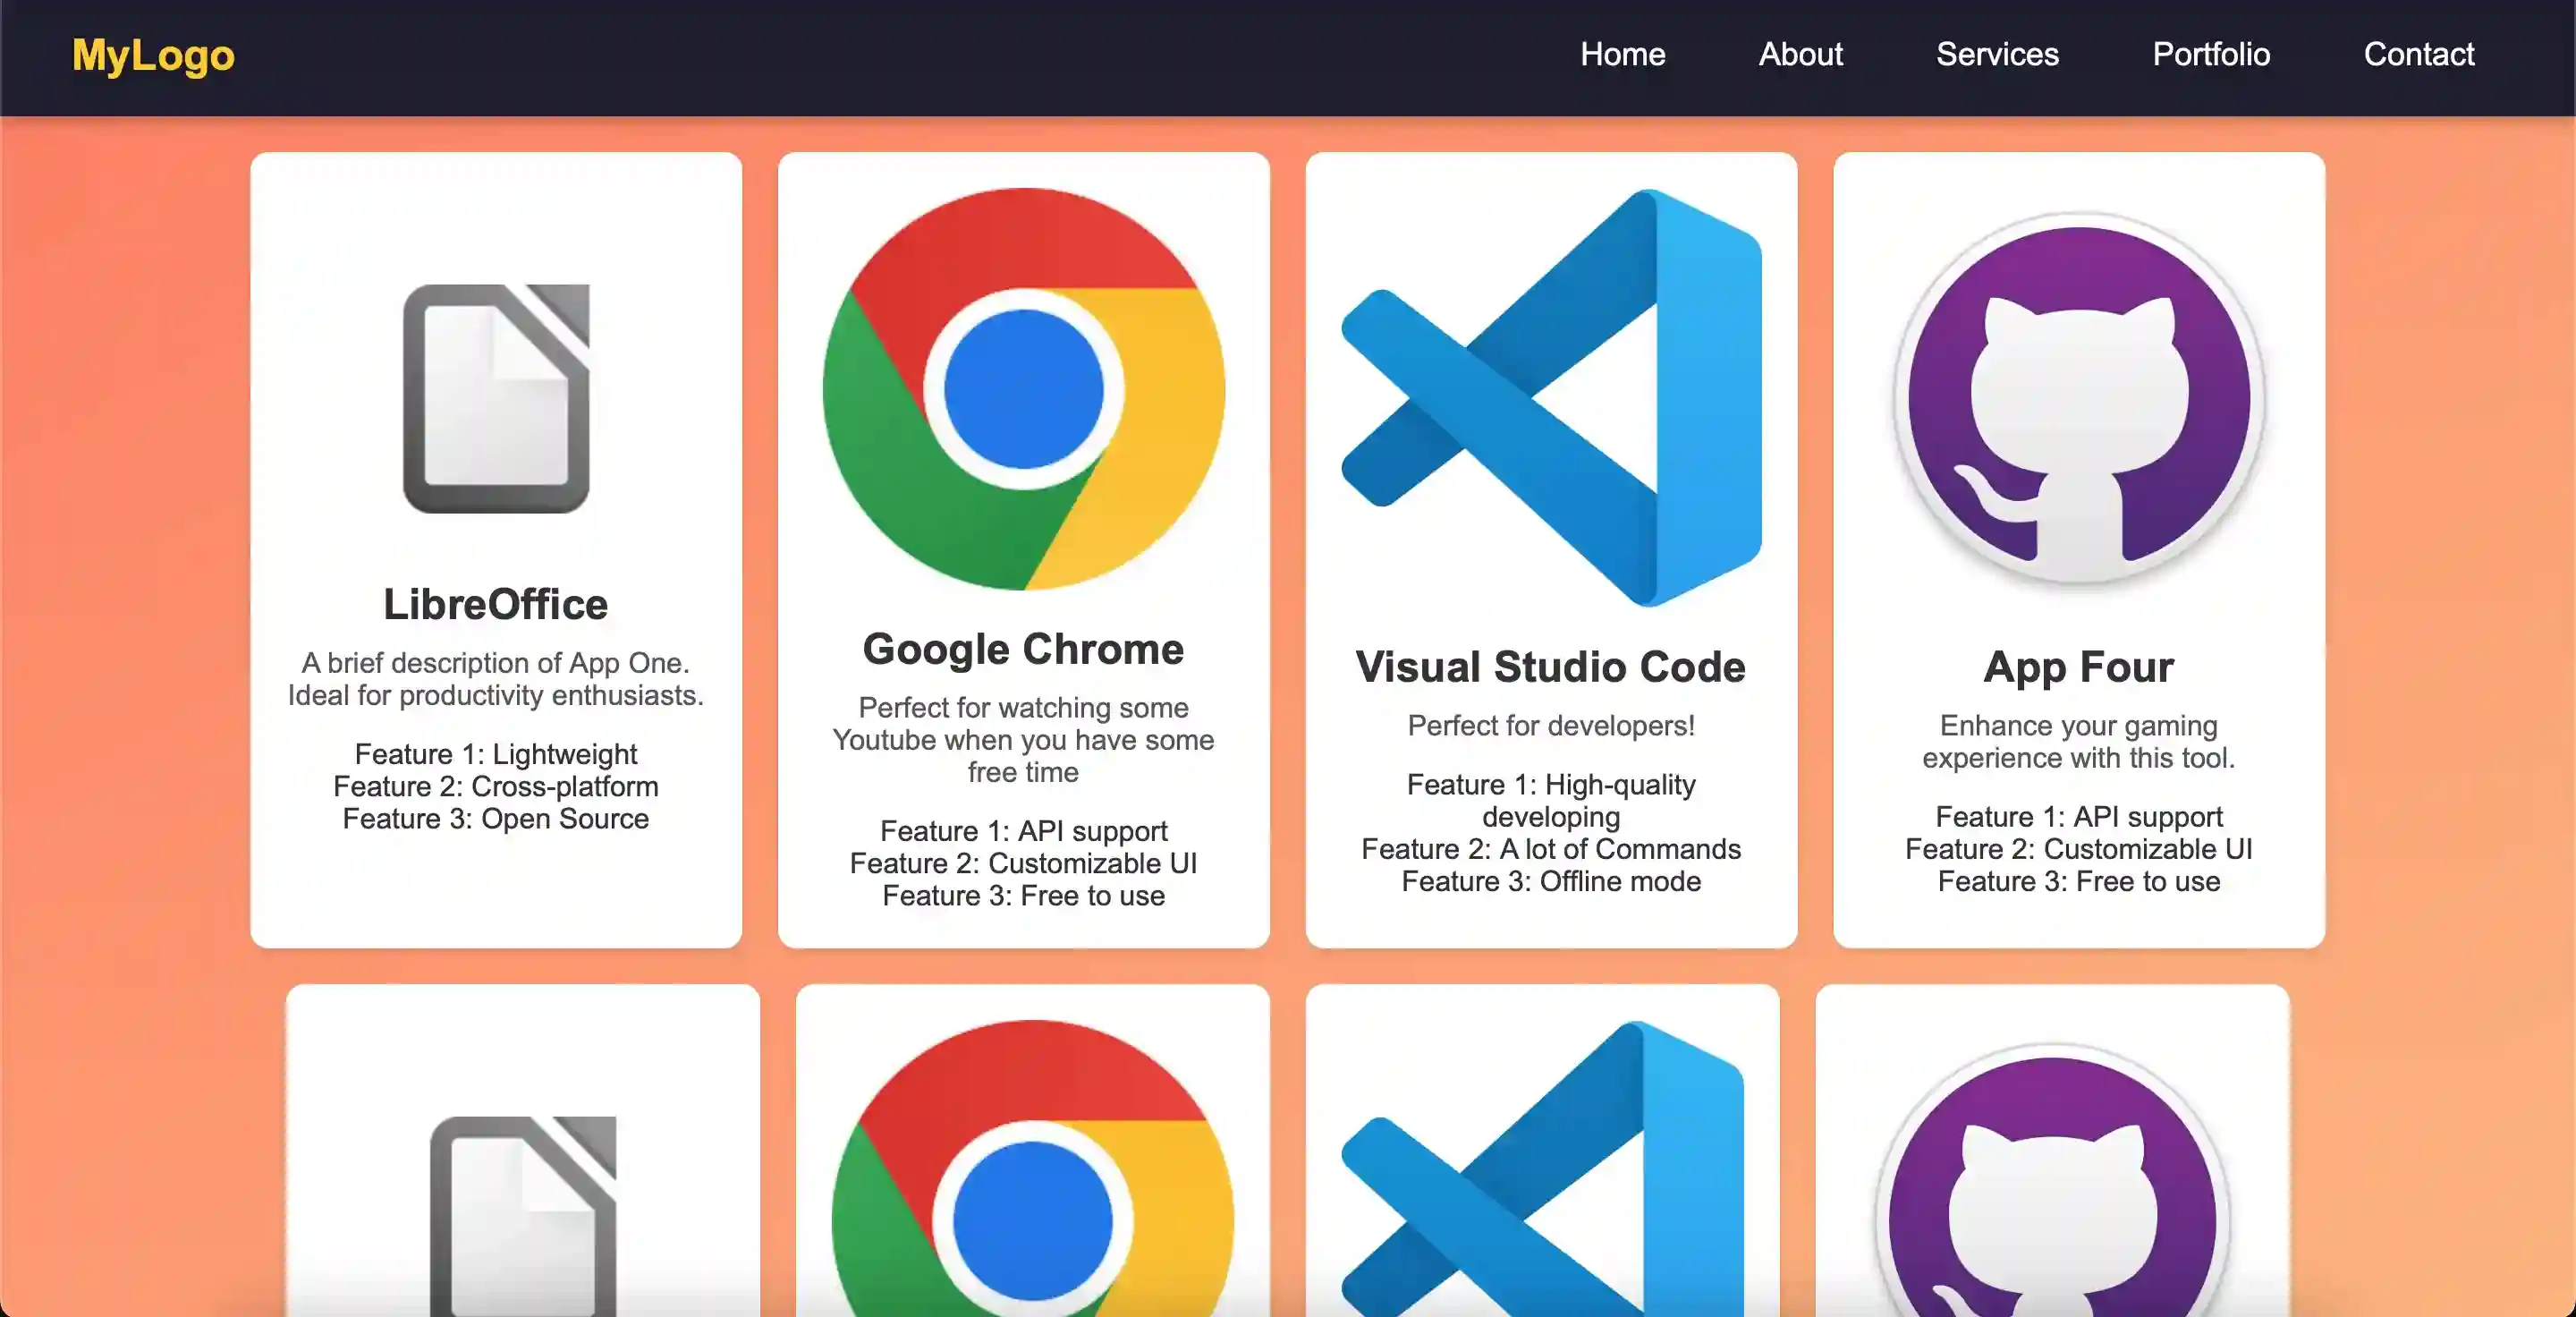 MyLogo
Home
About
Services
Portfolio
Contact
LibreOffice
A brief description of App One.
Ideal for productivity enthusiasts.
Feature 1: Lightweight
Feature 2: Cross-platform
Feature 3: Open Source
Google Chrome
Perfect for watching some
Youtube when you have some
free time
Feature 1: API support
Feature 2: Customizable UI
Feature 3: Free to use
Visual Studio Code
Perfect for developers!
Feature 1: High-quality
developing
Feature 2: A lot of Commands
Feature 3: Offline mode
App Four
Enhance your gaming
experience with this tool.
Feature 1: API support
Feature 2: Customizable UI
Feature 3: Free to use